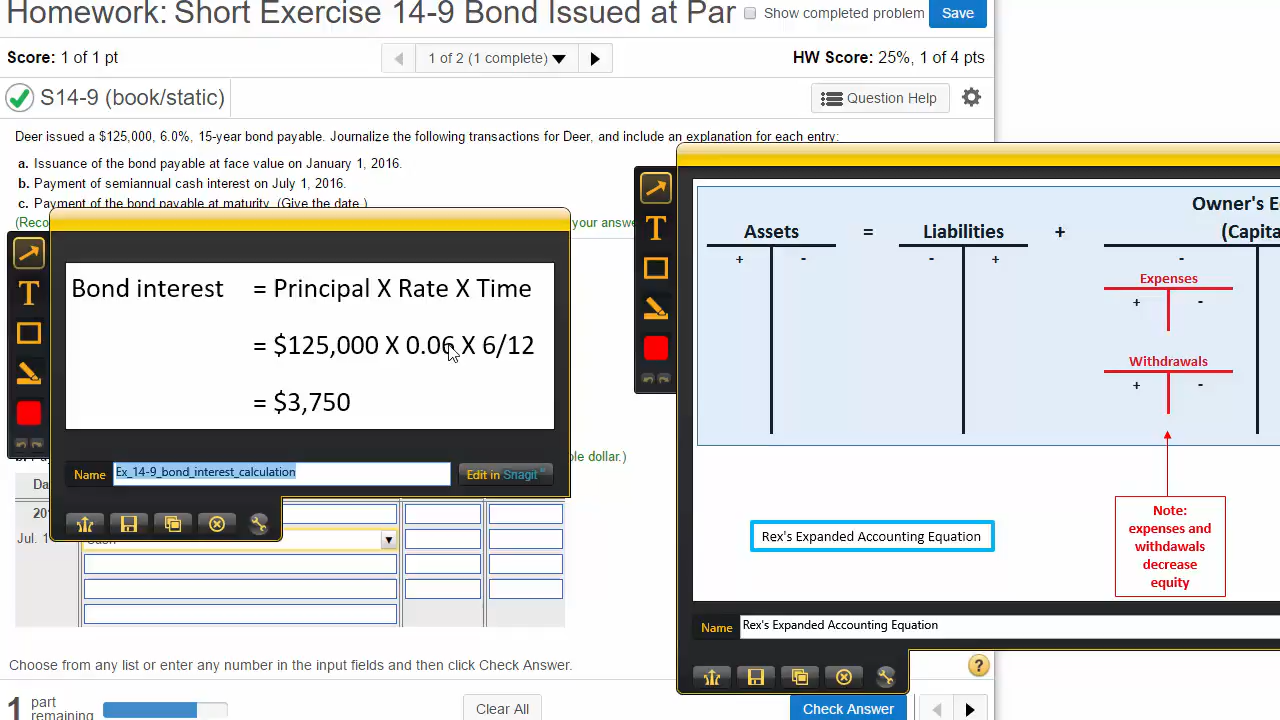 Homework: Short Exercise 14-9 Bond Issued at Par
Show completed problem
Save
Score: 1 of 1 pt
1 of 2 (1 complete)
HW Score: 25%, 1 of 4 pts
S14-9 (book/static)
Question Help
Deer issued a $125,000, 6.0%, 15-year bond payable. Journalize the following transactions for Deer, and include an explanation for each entry:
a. Issuance of the bond payable at face value on January 1, 2016.
b. Payment of semiannual cash interest on July 1, 2016.
c. Payment of the bond payable at maturity. (Give the date.)
(Reco
your answe
Bond interest = Principal X Rate X Time
= $125,000 X 0.06 X 6/12
= $3,750
Name
Ex_14-9_bond_interest_calculation
Edit in Snagit
ole dollar.)
Da
20
Jul. 1
Choose from any list or enter any number in the input fields and then click Check Answer.
1 part
remaining
Clear All
Check Answer
?
T
T
Owner's E
Assets = Liabilities + (Capita
+ - - + -
Expenses
+ -
Withdrawals
+ -
Note:
expenses and
withdawals
decrease
equity
Rex's Expanded Accounting Equation
Name
Rex's Expanded Accounting Equation